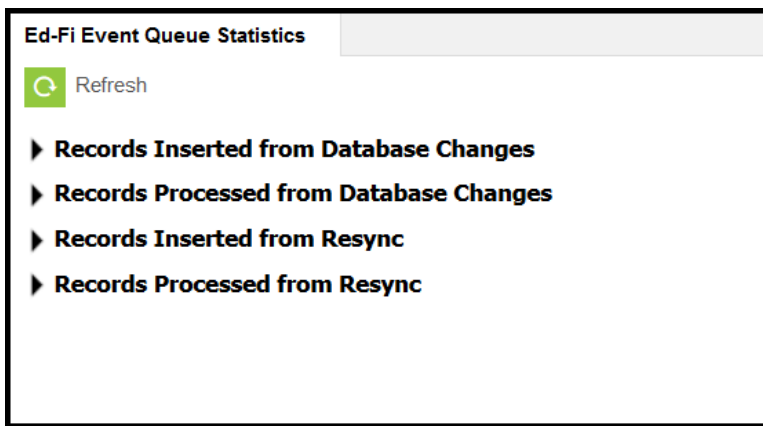 Ed-Fi Event Queue Statistics
Refresh
Records Inserted from Database Changes
Records Processed from Database Changes
Records Inserted from Resync
Records Processed from Resync